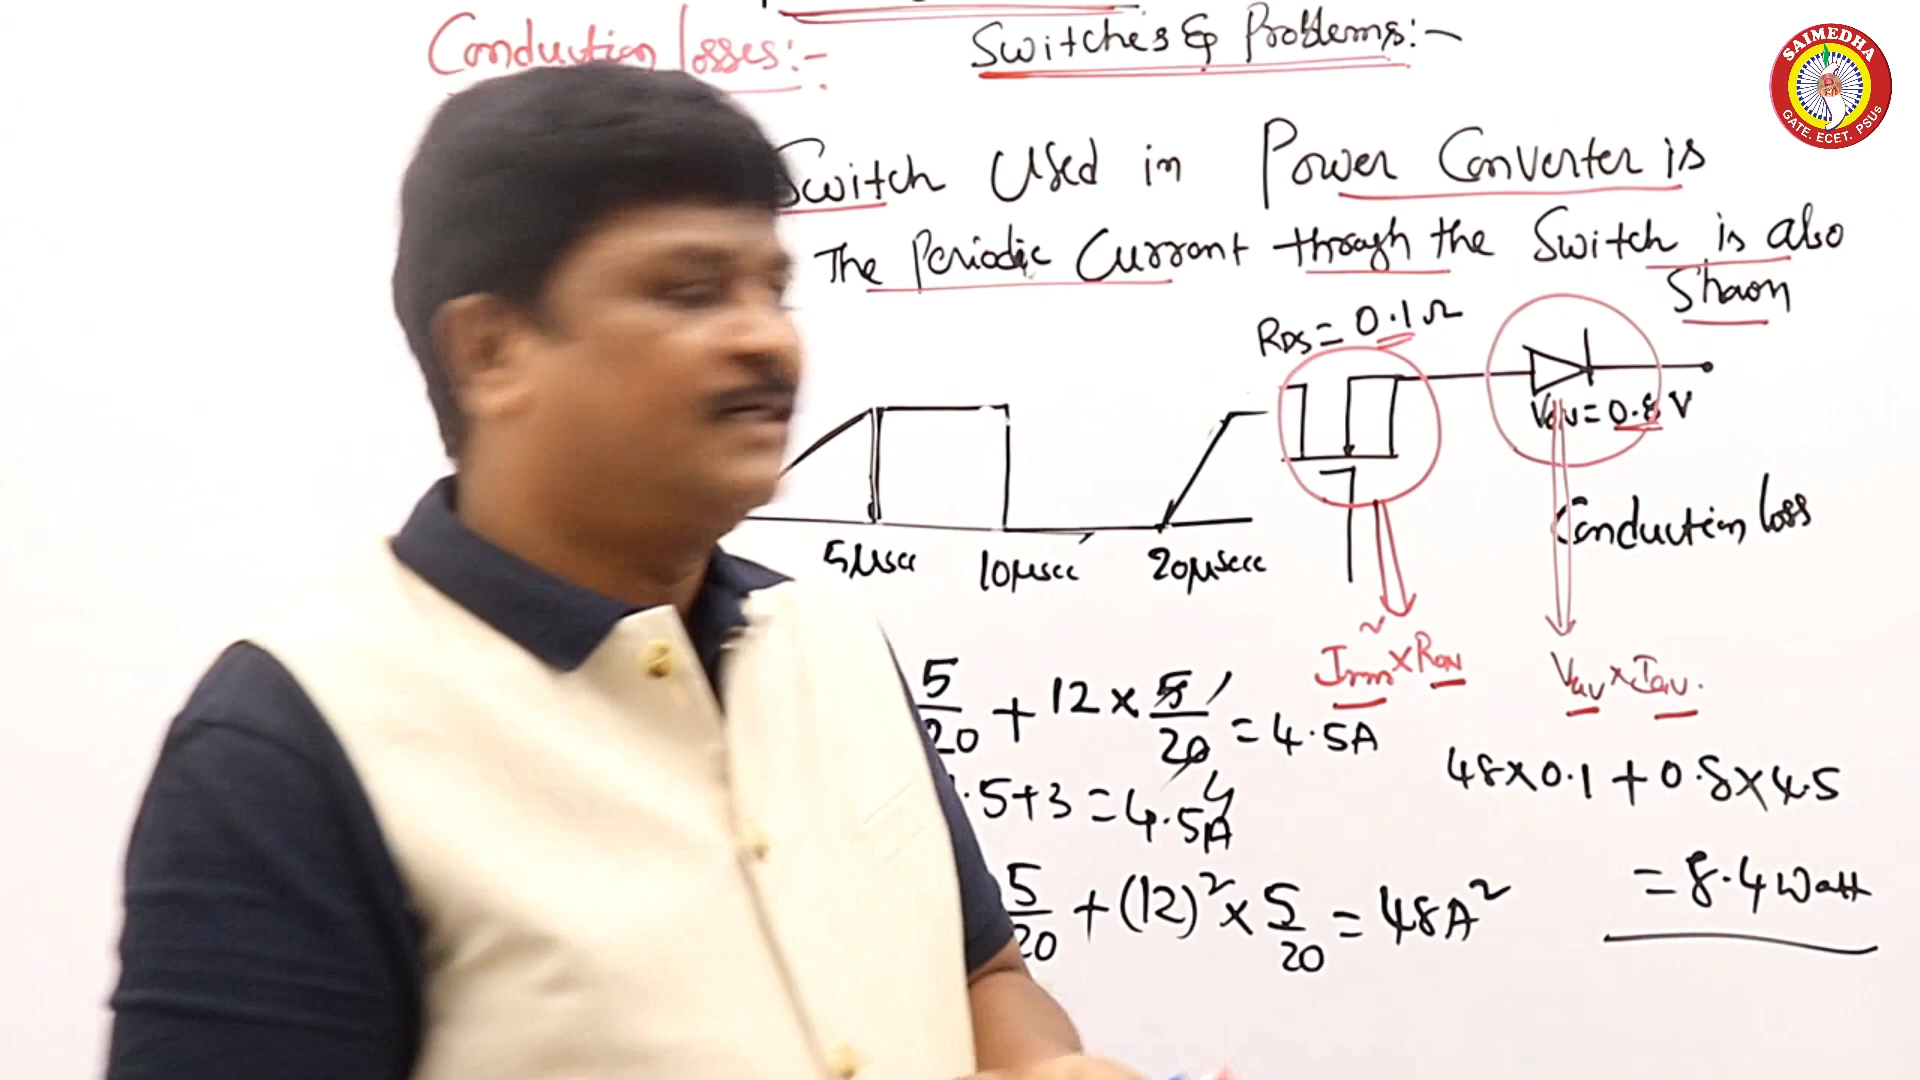 Conduction losses:-
Switches & Problems:-
Switch Used in Power Converter is
The Periodic Current through the Switch is also
Shown
RDS = 0.1Ω
Vav = 0.8 V
5μsec
10μsec
20μsec
Conduction loss
I²rms×RON
Vav×Iav.
5/20 + 12 × 5/20 = 4.5A
4
.5+3 = 4.5A
48×0.1 + 0.8×4.5
= 8.4 Watt
5/20 + (12)² × 5/20 = 48A²
SAIMEDHA
GATE. ECET. PSUs